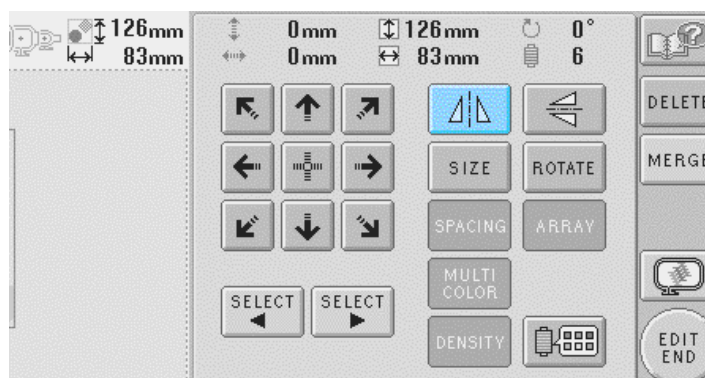 126mm
83mm
0mm
126mm
0°
0mm
83mm
6
DELETE
MERGE
SIZE
ROTATE
SPACING
ARRAY
MULTI
COLOR
SELECT
SELECT
DENSITY
EDIT
END